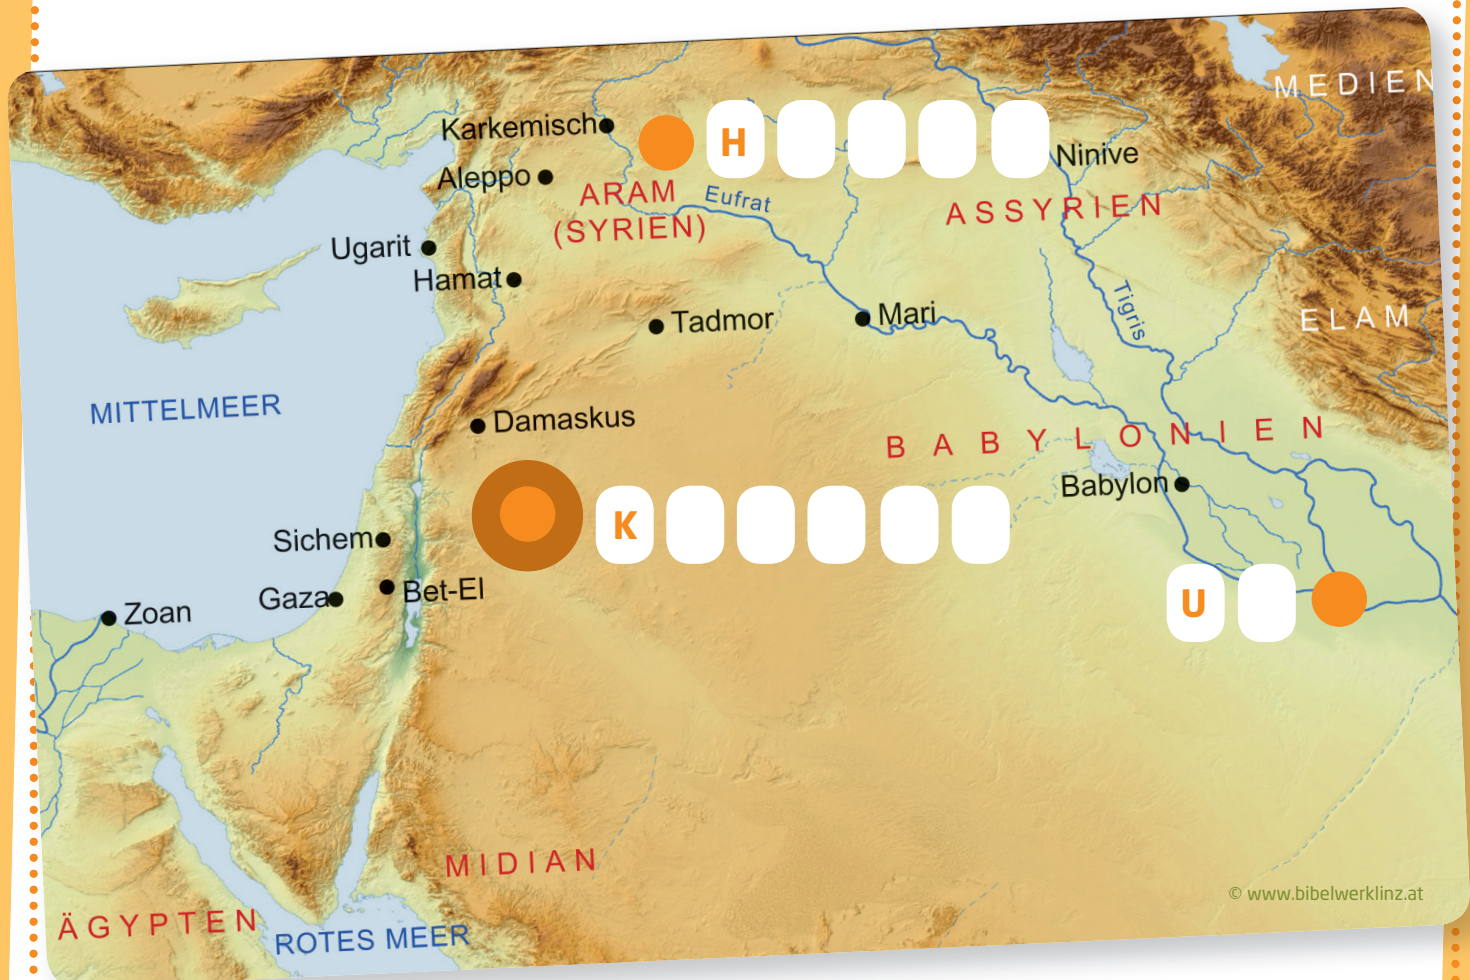 MEDIEN
Karkemisch
H
Ninive
Aleppo
ARAM
(SYRIEN)
Eufrat
ASSYRIEN
Ugarit
Hamat
Tadmor
Mari
Tigris
ELAM
MITTELMEER
Damaskus
BABYLONIEN
Babylon
K
Sichem
Gaza
Bet-El
Zoan
U
MIDIAN
© www.bibelwerklinz.at
ÄGYPTEN
ROTES MEER